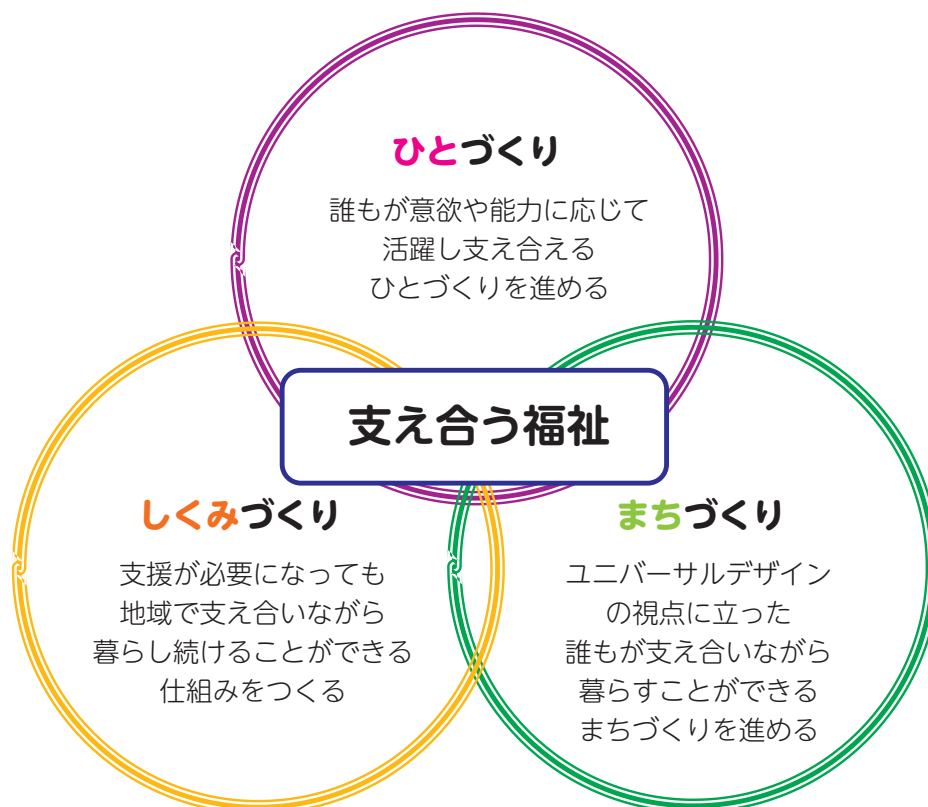 ひとづくり
誰もが意欲や能力に応じて
活躍し支え合える
ひとづくりを進める
支え合う福祉
しくみづくり
支援が必要になっても
地域で支え合いながら
暮らし続けることができる
仕組みをつくる
まちづくり
ユニバーサルデザイン
の視点に立った
誰もが支え合いながら
暮らすことができる
まちづくりを進める